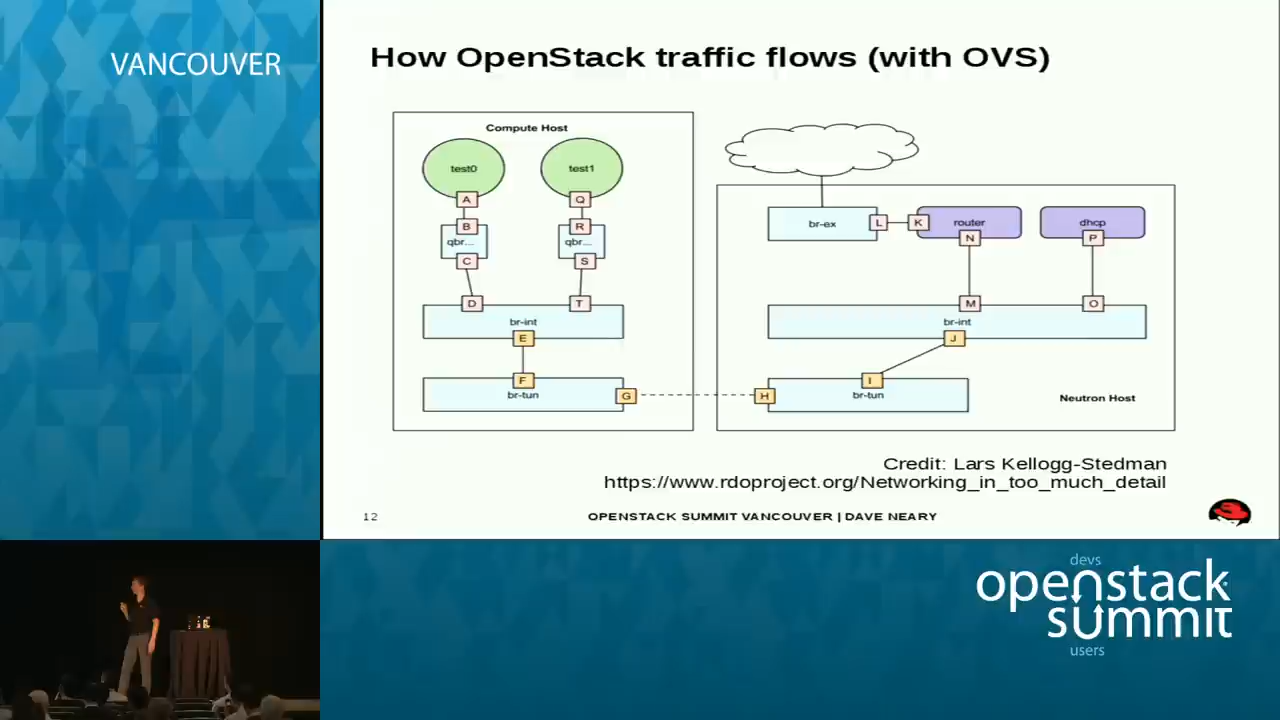 VANCOUVER
How OpenStack traffic flows (with OVS)
Compute Host
test0
test1
A
Q
B
R
qbr...
qbr...
C
S
D
T
br-int
E
F
br-tun
G
br-ex
L
K
router
dhcp
N
P
M
O
br-int
J
I
H
br-tun
Neutron Host
Credit: Lars Kellogg-Stedman
https://www.rdoproject.org/Networking_in_too_much_detail
12
OPENSTACK SUMMIT VANCOUVER | DAVE NEARY
devs
openstack
summit
users